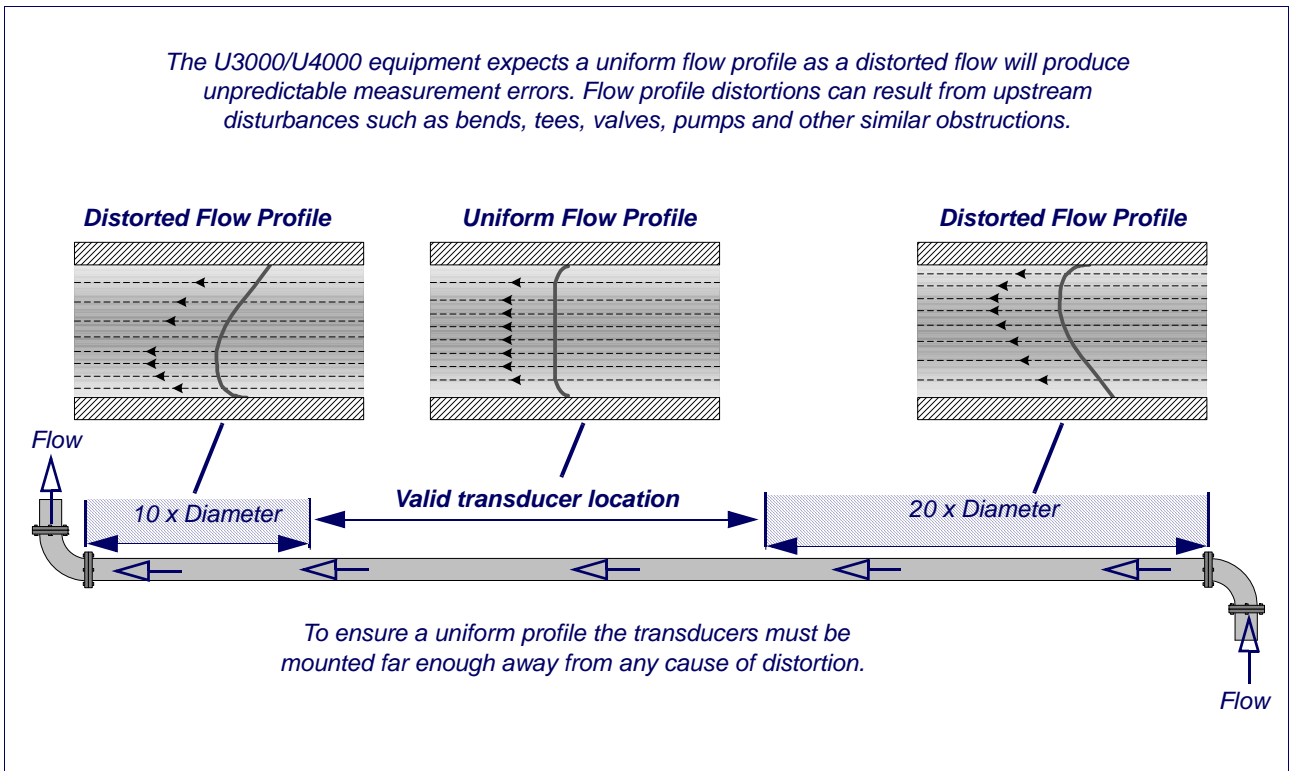 The U3000/U4000 equipment expects a uniform flow profile as a distorted flow will produce
unpredictable measurement errors. Flow profile distortions can result from upstream
disturbances such as bends, tees, valves, pumps and other similar obstructions.
Distorted Flow Profile
Uniform Flow Profile
Distorted Flow Profile
Flow
10 x Diameter
Valid transducer location
20 x Diameter
To ensure a uniform profile the transducers must be
mounted far enough away from any cause of distortion.
Flow